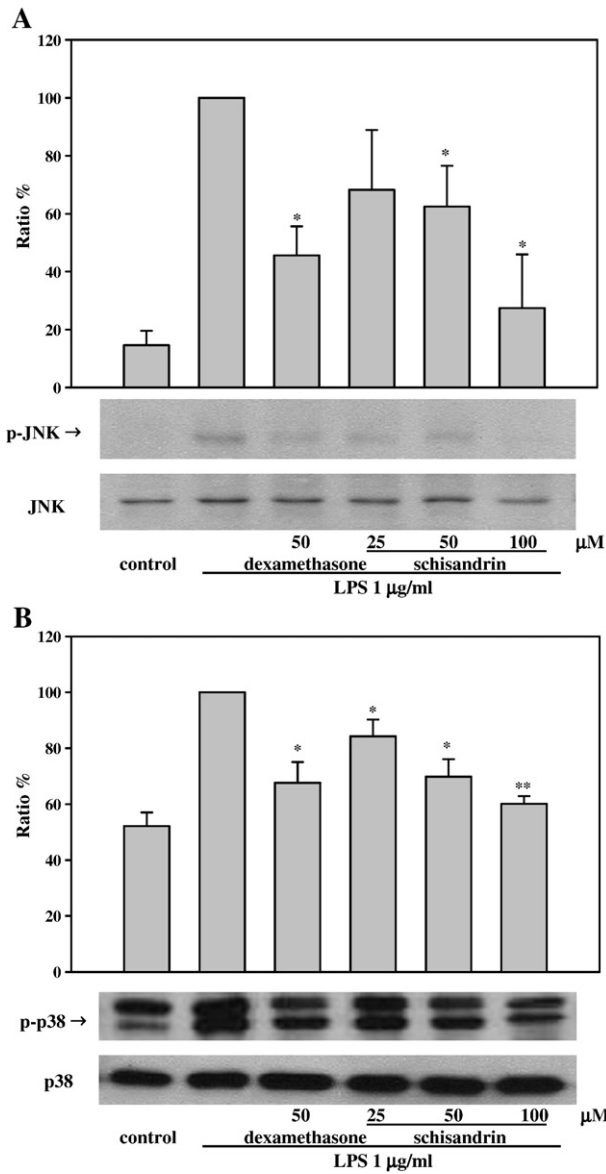 A
120
100
80
60
40
20
0
Ratio %
*
*
*
p-JNK →
JNK
50 25 50 100 μM
control dexamethasone schisandrin
LPS 1 μg/ml
B
120
100
80
60
40
20
0
Ratio %
*
*
*
**
p-p38 →
p38
50 25 50 100 μM
control dexamethasone schisandrin
LPS 1 μg/ml